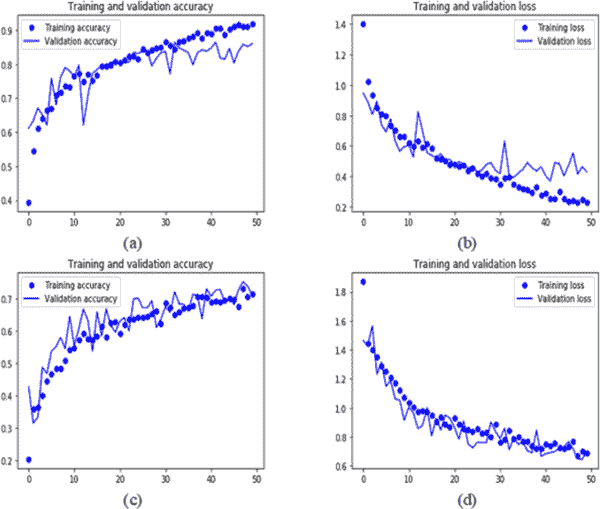 Training and validation accuracy
Training accuracy
Validation accuracy
0.9
0.8
0.7
0.6
0.5
0.4
0 10 20 30 40 50
(a)
Training and validation loss
Training loss
Validation loss
1.4
1.2
1.0
0.8
0.6
0.4
0.2
0 10 20 30 40 50
(b)
Training and validation accuracy
Training accuracy
Validation accuracy
0.7
0.6
0.5
0.4
0.3
0.2
0 10 20 30 40 50
(c)
Training and validation loss
Training loss
Validation loss
1.8
1.6
1.4
1.2
1.0
0.8
0.6
0 10 20 30 40 50
(d)